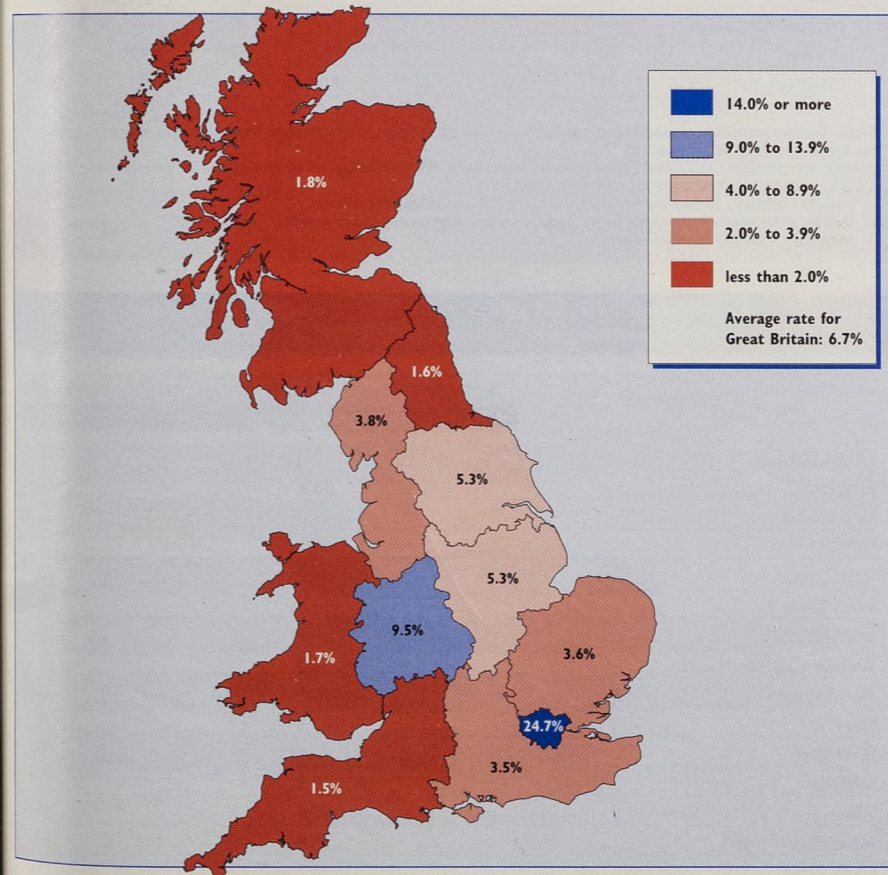 14.0% or more
9.0% to 13.9%
4.0% to 8.9%
2.0% to 3.9%
less than 2.0%
Average rate for
Great Britain: 6.7%
1.8%
1.6%
3.8%
5.3%
5.3%
9.5%
1.7%
3.6%
24.7%
3.5%
1.5%